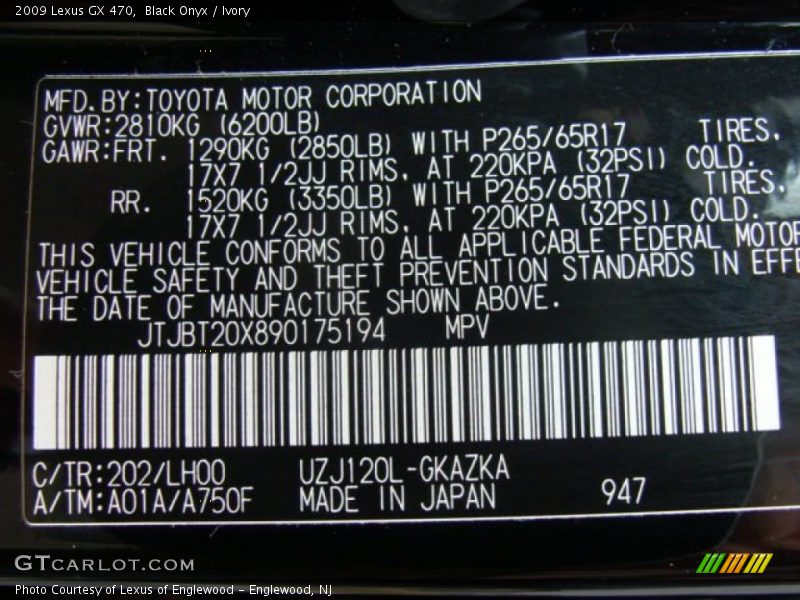 2009 Lexus GX 470, Black Onyx / Ivory
MFD.BY:TOYOTA MOTOR CORPORATION
GVWR:2810KG (6200LB)
GAWR:FRT. 1290KG (2850LB) WITH P265/65R17 TIRES,
17X7 1/2JJ RIMS, AT 220KPA (32PSI) COLD.
RR. 1520KG (3350LB) WITH P265/65R17 TIRES,
17X7 1/2JJ RIMS, AT 220KPA (32PSI) COLD.
THIS VEHICLE CONFORMS TO ALL APPLICABLE FEDERAL MOTOR
VEHICLE SAFETY AND THEFT PREVENTION STANDARDS IN EFFE
THE DATE OF MANUFACTURE SHOWN ABOVE.
JTJBT20X890175194 MPV
C/TR:202/LH00 UZJ120L-GKAZKA
A/TM:A01A/A750F MADE IN JAPAN 947
GTCARLOT.COM
Photo Courtesy of Lexus of Englewood - Englewood, NJ